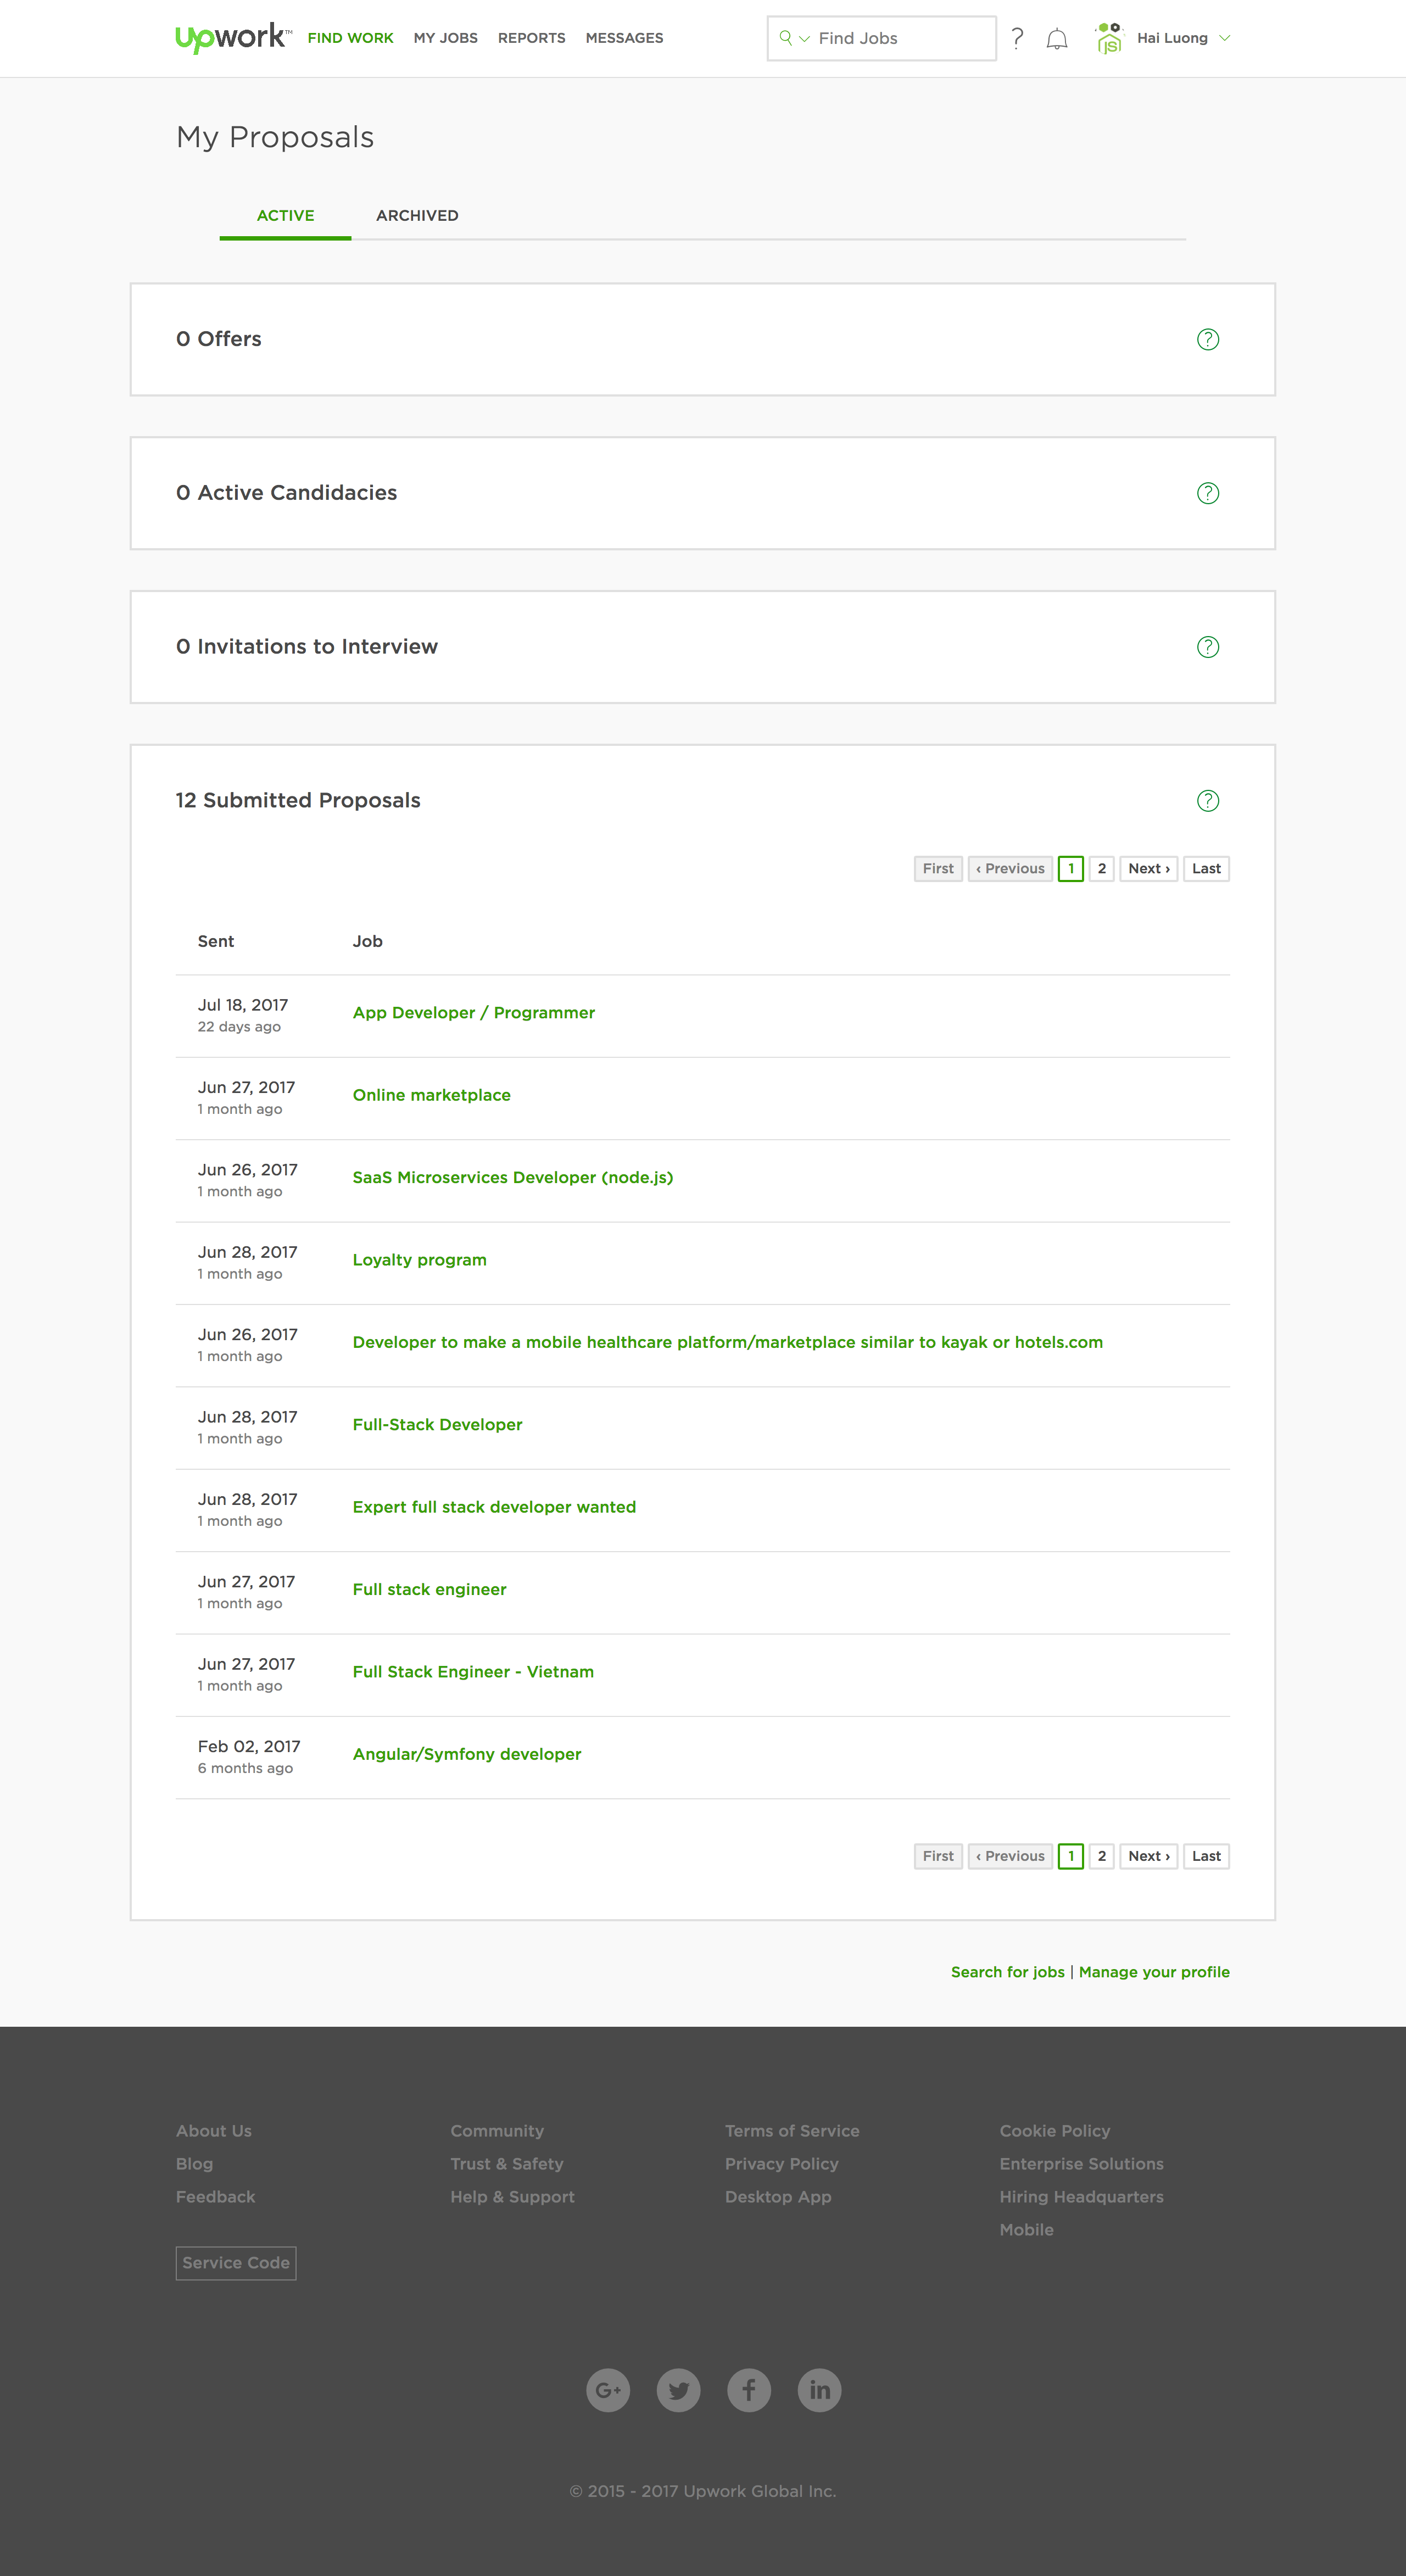 upwork™ FIND WORK MY JOBS REPORTS MESSAGES Find Jobs ? js Hai Luong
My Proposals
ACTIVE ARCHIVED
0 Offers ?
0 Active Candidacies ?
0 Invitations to Interview ?
12 Submitted Proposals ?
First ‹ Previous 1 2 Next › Last
Sent Job
Jul 18, 2017
22 days ago
App Developer / Programmer
Jun 27, 2017
1 month ago
Online marketplace
Jun 26, 2017
1 month ago
SaaS Microservices Developer (node.js)
Jun 28, 2017
1 month ago
Loyalty program
Jun 26, 2017
1 month ago
Developer to make a mobile healthcare platform/marketplace similar to kayak or hotels.com
Jun 28, 2017
1 month ago
Full-Stack Developer
Jun 28, 2017
1 month ago
Expert full stack developer wanted
Jun 27, 2017
1 month ago
Full stack engineer
Jun 27, 2017
1 month ago
Full Stack Engineer - Vietnam
Feb 02, 2017
6 months ago
Angular/Symfony developer
First ‹ Previous 1 2 Next › Last
Search for jobs | Manage your profile
About Us Community Terms of Service Cookie Policy
Blog Trust & Safety Privacy Policy Enterprise Solutions
Feedback Help & Support Desktop App Hiring Headquarters
Mobile
Service Code
G+ f in
© 2015 - 2017 Upwork Global Inc.